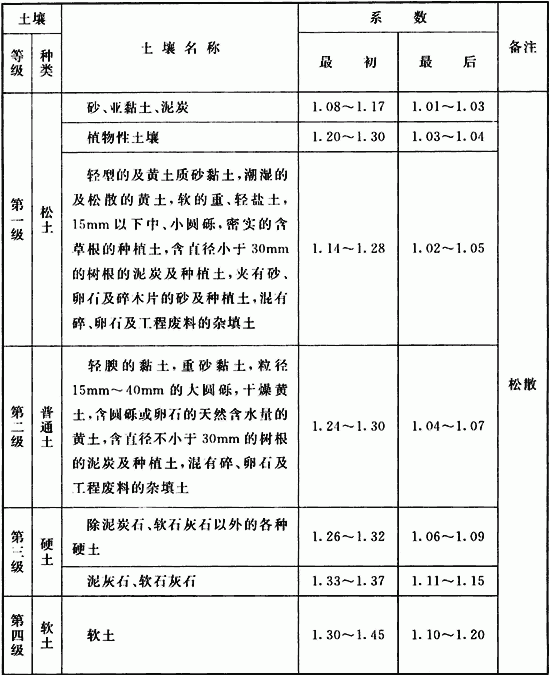 土壤
土壤名称
系 数
备注
等级
种类
最 初
最 后
第一级
松土
砂、亚黏土、泥炭
1.08～1.17
1.01～1.03
植物性土壤
1.20～1.30
1.03～1.04
轻型的及黄土质砂黏土，潮湿的
及松散的黄土，软的重、轻盐土，
15mm以下中、小圆砾，密实的含
草根的种植土，含直径小于30mm
的树根的泥炭及种植土，夹有砂、
卵石及碎木片的砂及种植土，混有
碎、卵石及工程废料的杂填土
1.14～1.28
1.02～1.05
松散
第二级
普通土
轻腴的黏土，重砂黏土，粒径
15mm～40mm的大圆砾，干燥黄
土，含圆砾或卵石的天然含水量的
黄土，含直径不小于30mm的树根
的泥炭及种植土，混有碎、卵石及
工程废料的杂填土
1.24～1.30
1.04～1.07
第三级
硬土
除泥炭石、软石灰石以外的各种
硬土
1.26～1.32
1.06～1.09
泥灰石、软石灰石
1.33～1.37
1.11～1.15
第四级
软土
软土
1.30～1.45
1.10～1.20